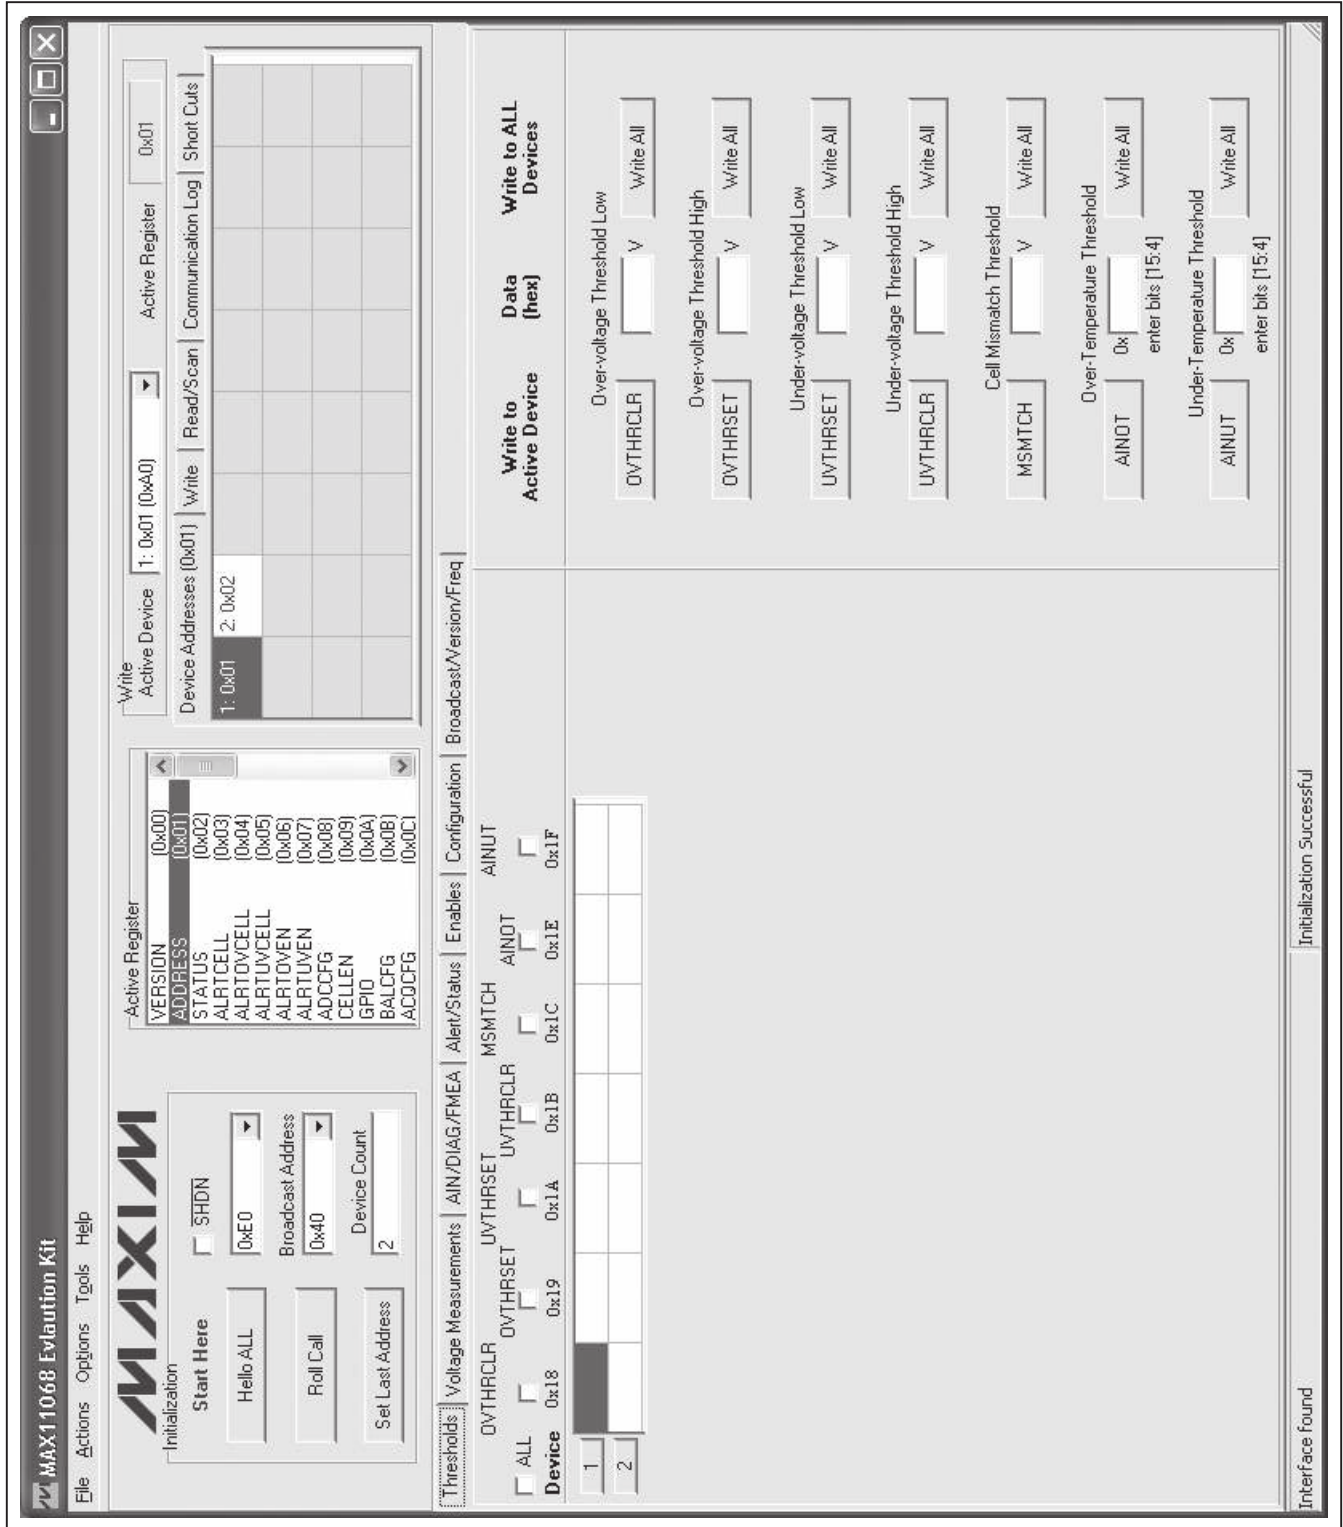 MAX11068 Evlaution Kit
File Actions Options Tools Help
MAXIM
Initialization
Start Here
SHDN
Hello ALL
0xE0
Broadcast Address
Roll Call
0x40
Device Count
Set Last Address
2
Active Register
VERSION (0x00)
ADDRESS (0x01)
STATUS (0x02)
ALRTCELL (0x03)
ALRTOVCELL (0x04)
ALRTUVCELL (0x05)
ALRTOVEN (0x06)
ALRTUVEN (0x07)
ADCCFG (0x08)
CELLEN (0x09)
GPIO (0x0A)
BALCFG (0x0B)
ACQCFG (0x0C)
Write
Active Device 1: 0x01 (0xA0) Active Register 0x01
Device Addresses (0x01) Write Read/Scan Communication Log Short Cuts
1: 0x01 2: 0x02
Thresholds Voltage Measurements AIN/DIAG/FMEA Alert/Status Enables Configuration Broadcast/Version/Freq
OVTHRCLR OVTHRSET UVTHRSET UVTHRCLR MSMTCH AINOT AINUT
ALL
Device 0x18 0x19 0x1A 0x1B 0x1C 0x1E 0x1F
1
2
Write to Data Write to ALL
Active Device (hex) Devices
Over-voltage Threshold Low
OVTHRCLR V Write All
Over-voltage Threshold High
OVTHRSET V Write All
Under-voltage Threshold Low
UVTHRSET V Write All
Under-voltage Threshold High
UVTHRCLR V Write All
Cell Mismatch Threshold
MSMTCH V Write All
Over-Temperature Threshold
AINOT 0x Write All
enter bits [15:4]
Under-Temperature Threshold
AINUT 0x Write All
enter bits [15:4]
Interface Found Initialization Successful